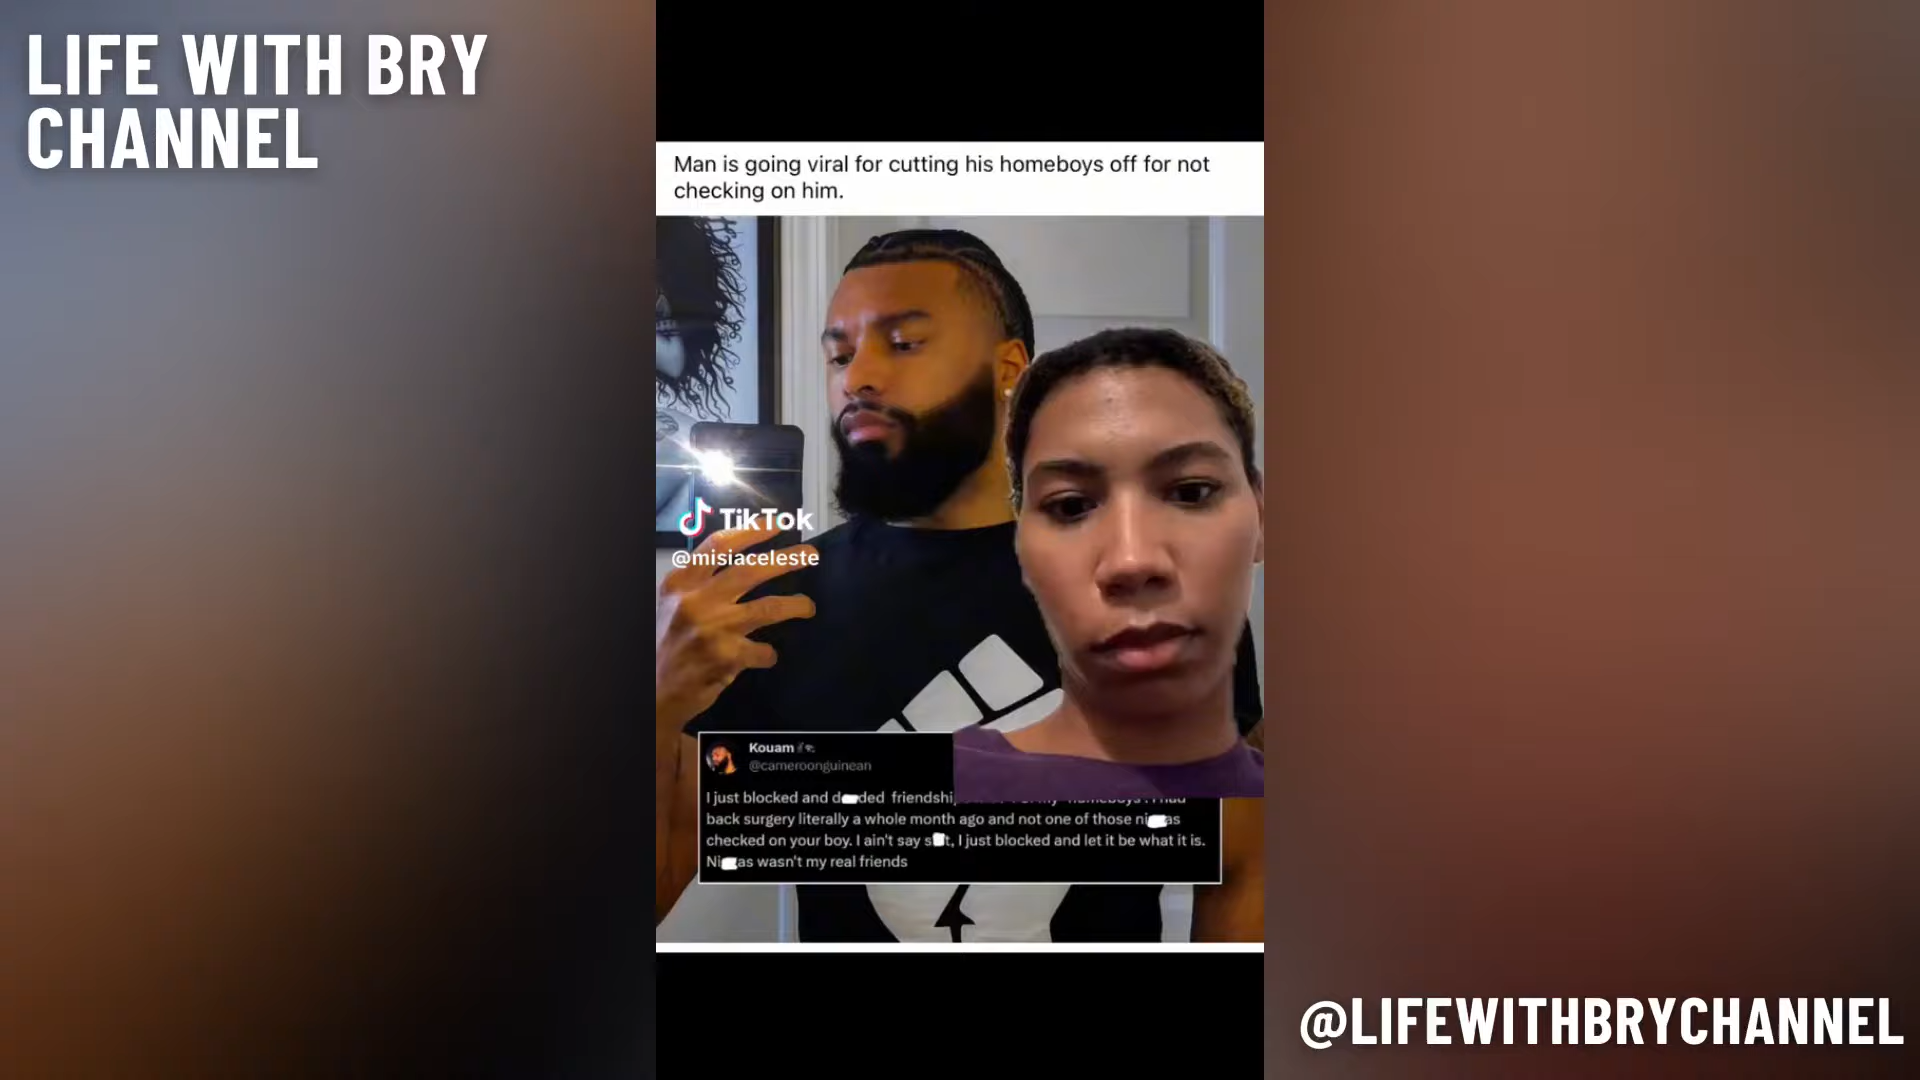 LIFE WITH BRY
CHANNEL
Man is going viral for cutting his homeboys off for not
checking on him.
TikTok
@misiaceleste
Kouam
@cameroonguinean
I just blocked and d ded friendshi my homeboys! I had
back surgery literally a whole month ago and not one of those ni as
checked on your boy. I ain't say s t, I just blocked and let it be what it is.
Ni as wasn't my real friends
@LIFEWITHBRYCHANNEL